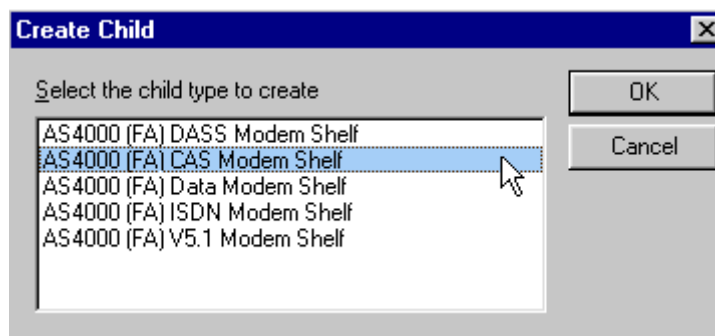 Create Child
Select the child type to create
OK
Cancel
AS4000 (FA) DASS Modem Shelf
AS4000 (FA) CAS Modem Shelf
AS4000 (FA) Data Modem Shelf
AS4000 (FA) ISDN Modem Shelf
AS4000 (FA) V5.1 Modem Shelf